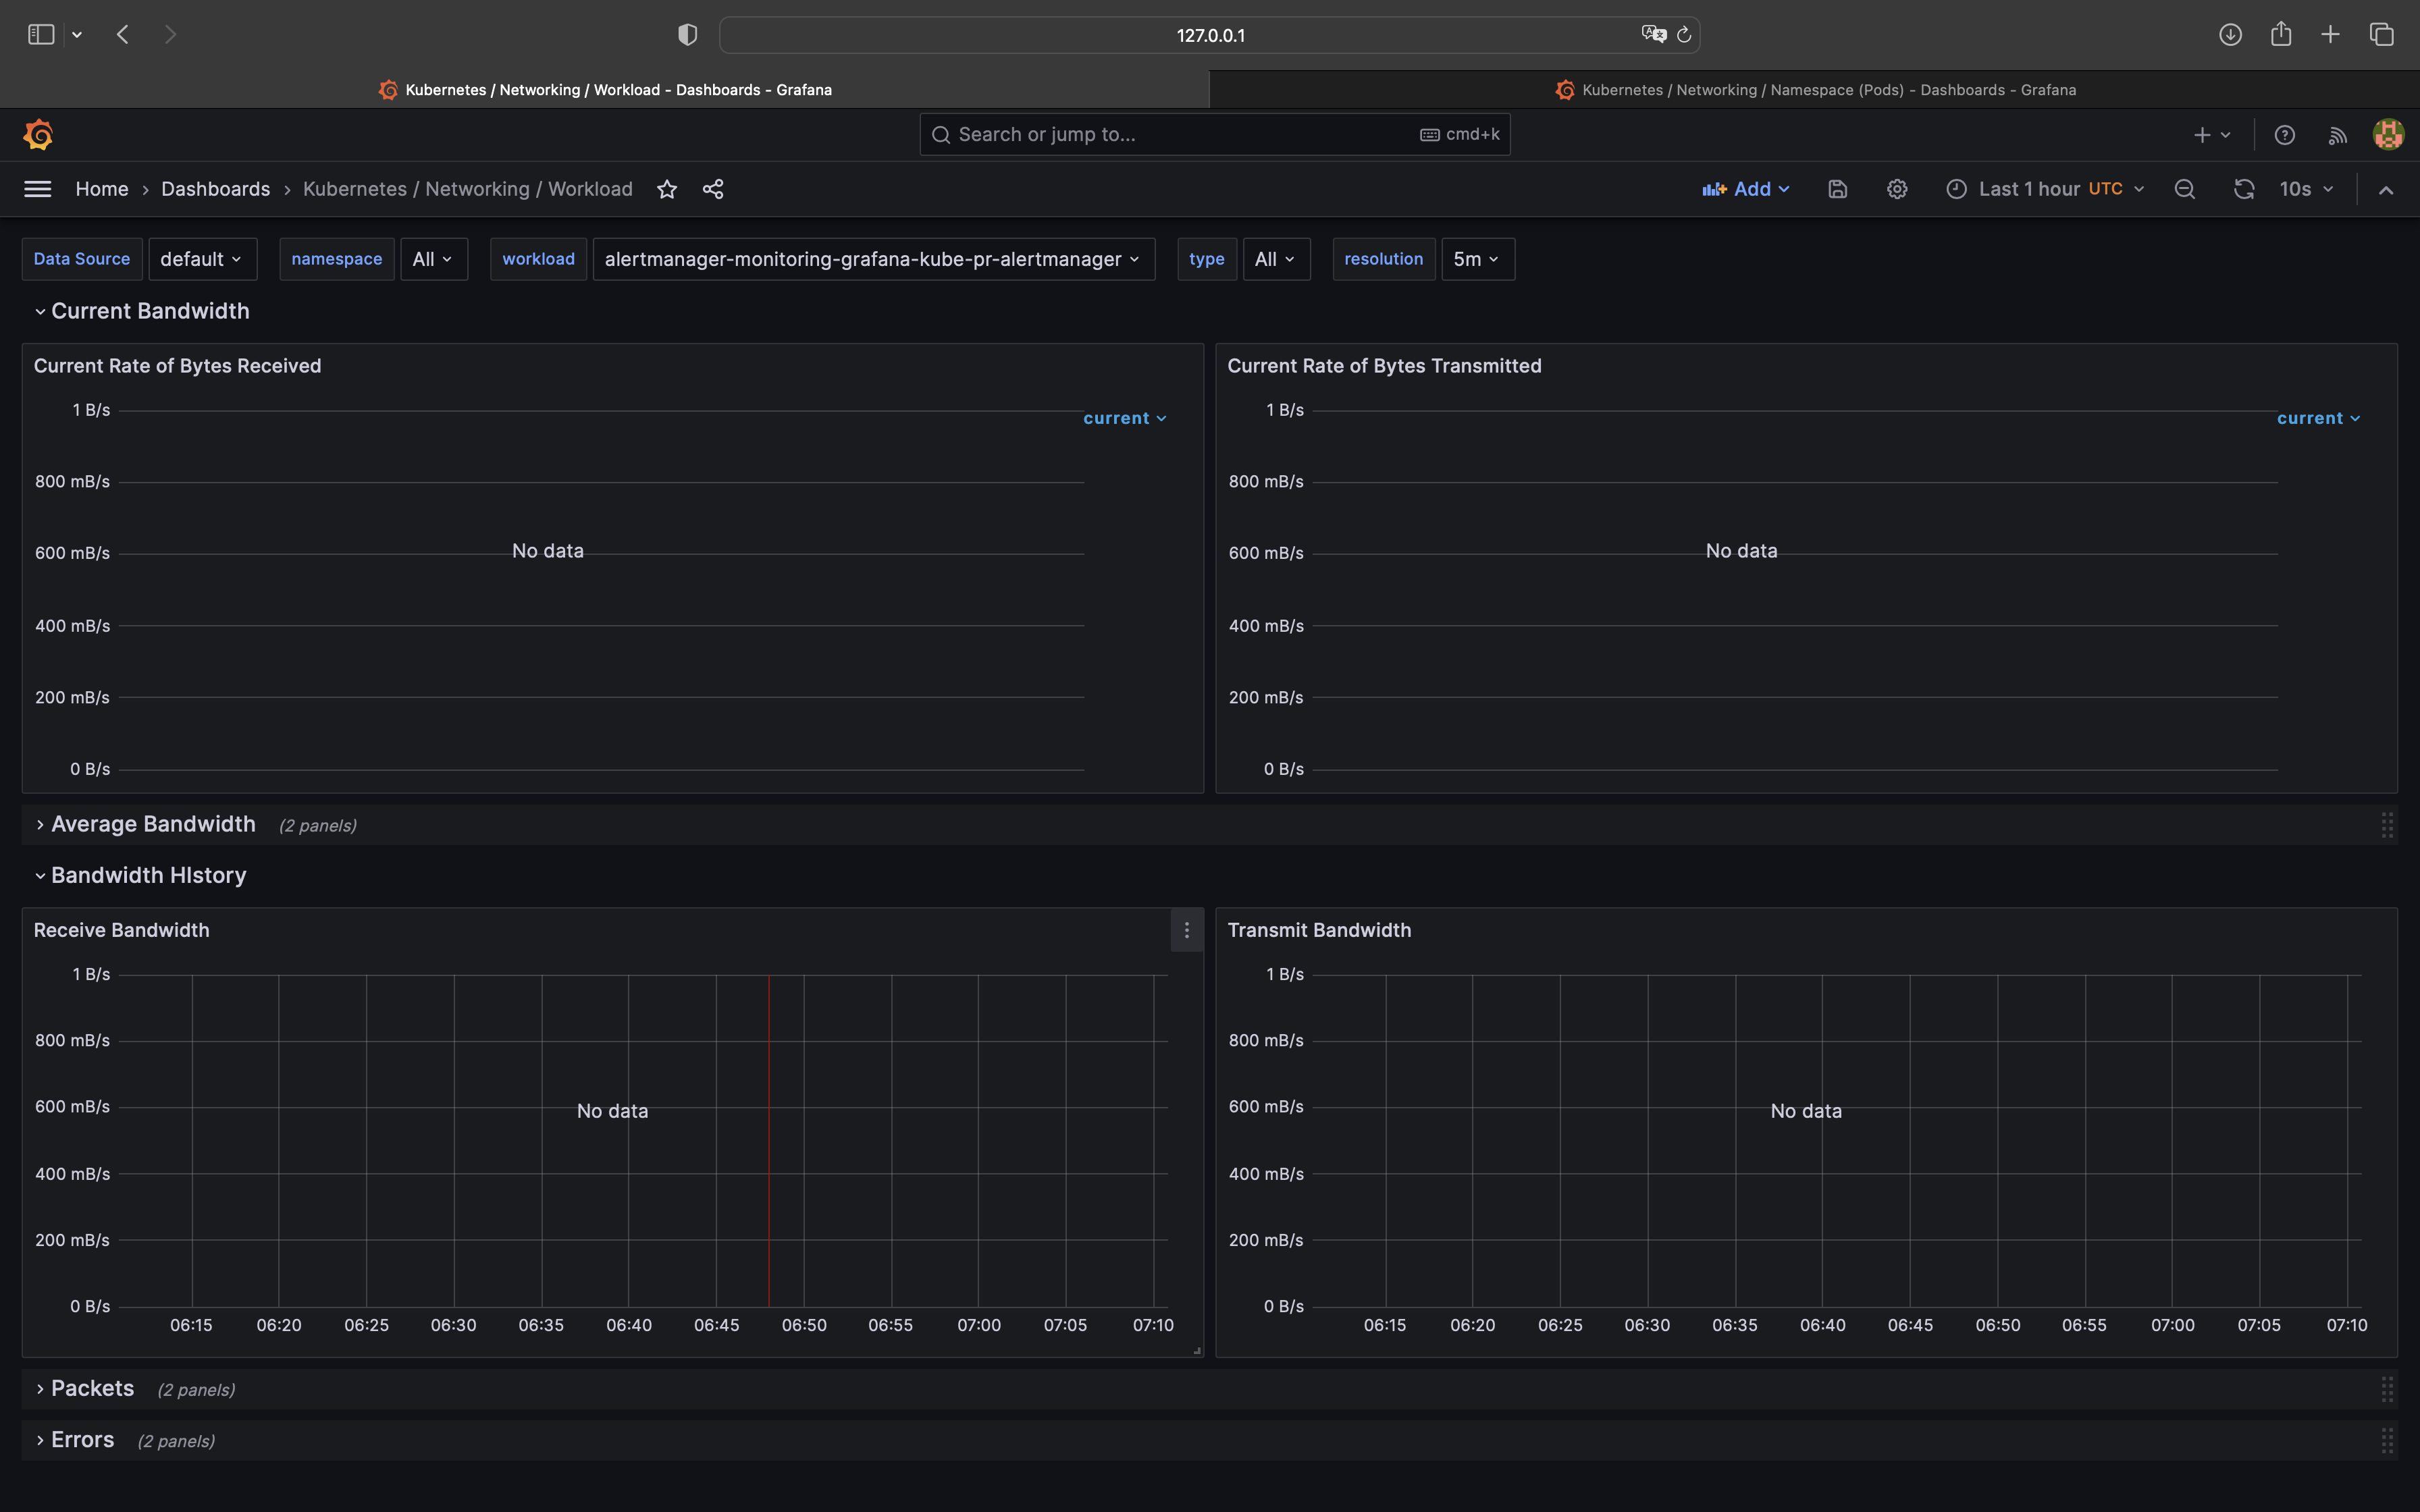 127.0.0.1
Kubernetes / Networking / Workload - Dashboards - Grafana
Kubernetes / Networking / Namespace (Pods) - Dashboards - Grafana
Search or jump to...
cmd+k
Home › Dashboards › Kubernetes / Networking / Workload
Add
Last 1 hour UTC
10s
Data Source default namespace All workload alertmanager-monitoring-grafana-kube-pr-alertmanager type All resolution 5m
Current Bandwidth
Current Rate of Bytes Received
1 B/s
800 mB/s
600 mB/s
400 mB/s
200 mB/s
0 B/s
current
No data
Current Rate of Bytes Transmitted
1 B/s
800 mB/s
600 mB/s
400 mB/s
200 mB/s
0 B/s
current
No data
Average Bandwidth (2 panels)
Bandwidth HIstory
Receive Bandwidth
1 B/s
800 mB/s
600 mB/s
400 mB/s
200 mB/s
0 B/s
No data
06:15 06:20 06:25 06:30 06:35 06:40 06:45 06:50 06:55 07:00 07:05 07:10
Transmit Bandwidth
1 B/s
800 mB/s
600 mB/s
400 mB/s
200 mB/s
0 B/s
No data
06:15 06:20 06:25 06:30 06:35 06:40 06:45 06:50 06:55 07:00 07:05 07:10
Packets (2 panels)
Errors (2 panels)